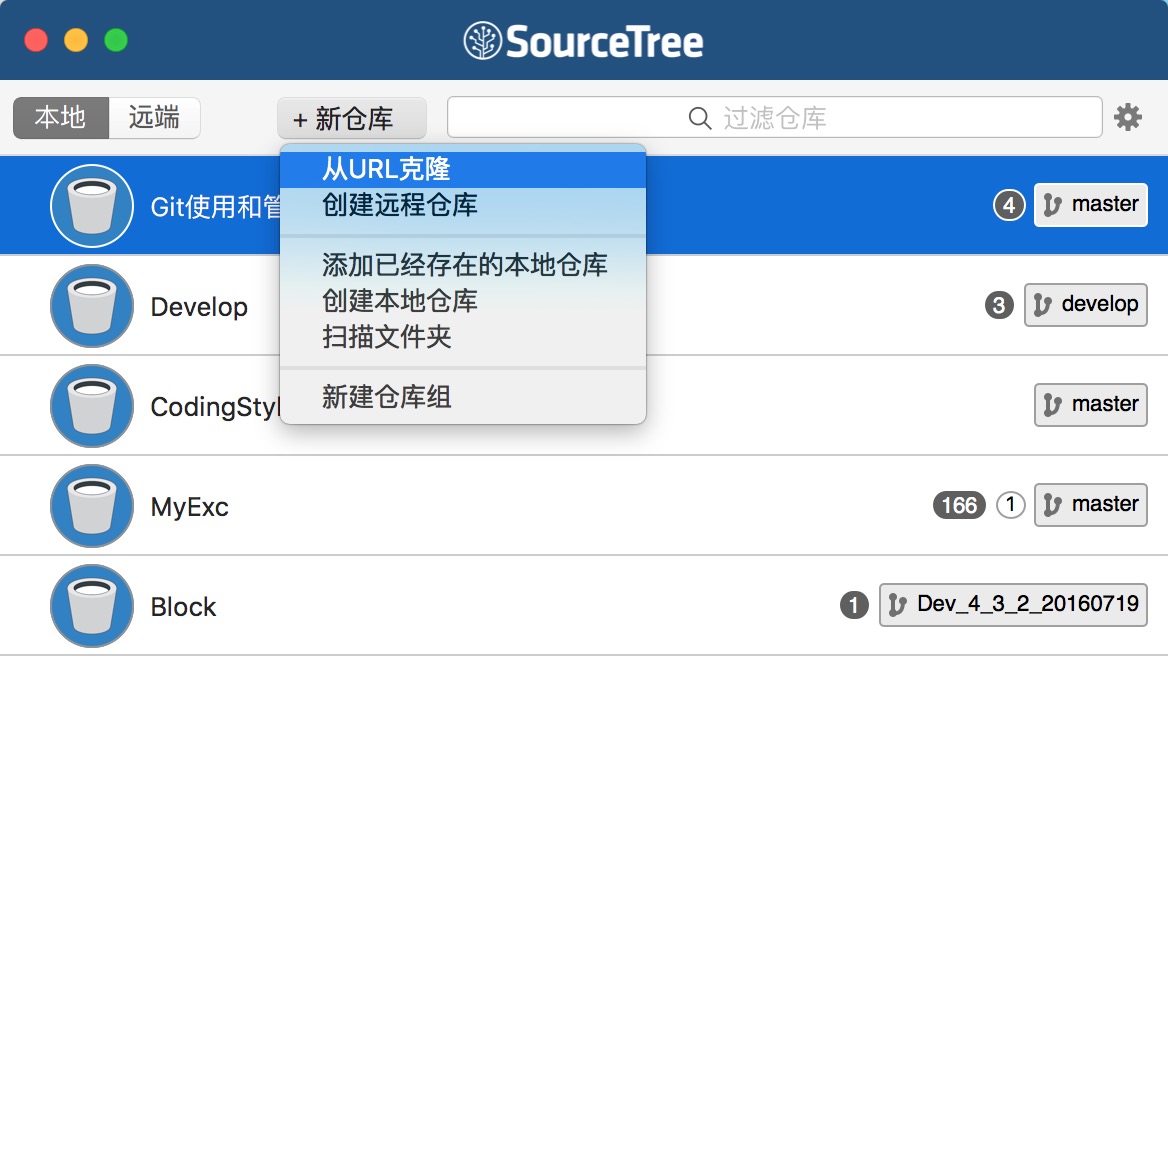 SourceTree
本地 远端 + 新仓库 过滤仓库
从URL克隆
创建远程仓库
添加已经存在的本地仓库
创建本地仓库
扫描文件夹
新建仓库组
Git使用和管 4 master
Develop 3 develop
CodingStyl master
MyExc 166 1 master
Block 1 Dev_4_3_2_20160719